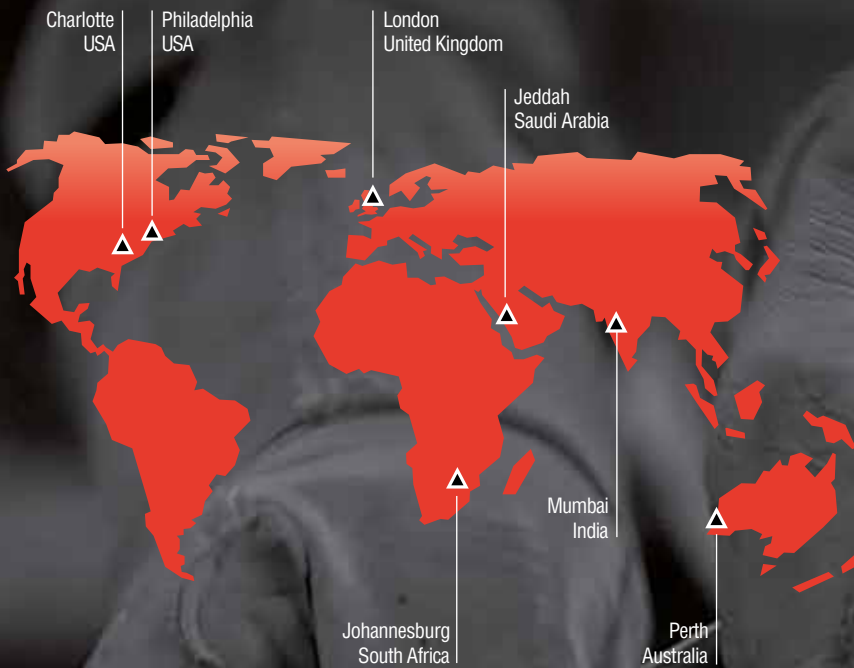 Charlotte
USA
Philadelphia
USA
London
United Kingdom
Jeddah
Saudi Arabia
Mumbai
India
Johannesburg
South Africa
Perth
Australia